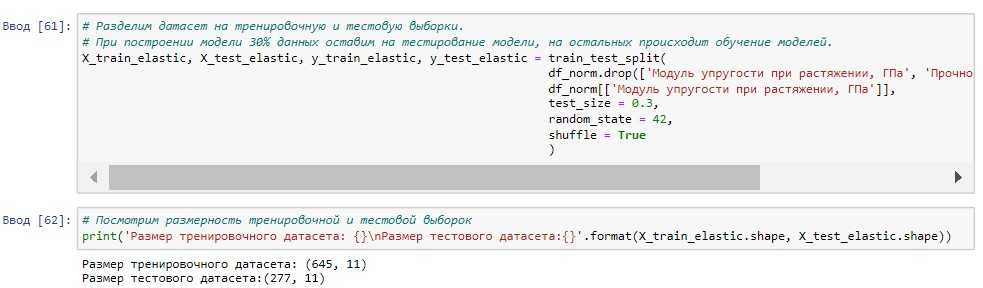 Ввод [61]:
# Разделим датасет на тренировочную и тестовую выборки.
# При построении модели 30% данных оставим на тестирование модели, на остальных происходит обучение моделей.
X_train_elastic, X_test_elastic, y_train_elastic, y_test_elastic = train_test_split(
df_norm.drop(['Модуль упругости при растяжении, ГПа', 'Прочно
df_norm[['Модуль упругости при растяжении, ГПа']],
test_size = 0.3,
random_state = 42,
shuffle = True
)
Ввод [62]:
# Посмотрим размерность тренировочной и тестовой выборок
print('Размер тренировочного датасета: {}\nРазмер тестового датасета:{}'.format(X_train_elastic.shape, X_test_elastic.shape))
Размер тренировочного датасета: (645, 11)
Размер тестового датасета:(277, 11)